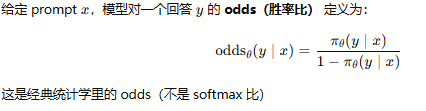 给定 prompt x，模型对一个回答 y 的 odds（胜率比） 定义为：
odds_θ(y | x) = π_θ(y | x) / (1 − π_θ(y | x))
这是经典统计学里的 odds（不是 softmax 比）